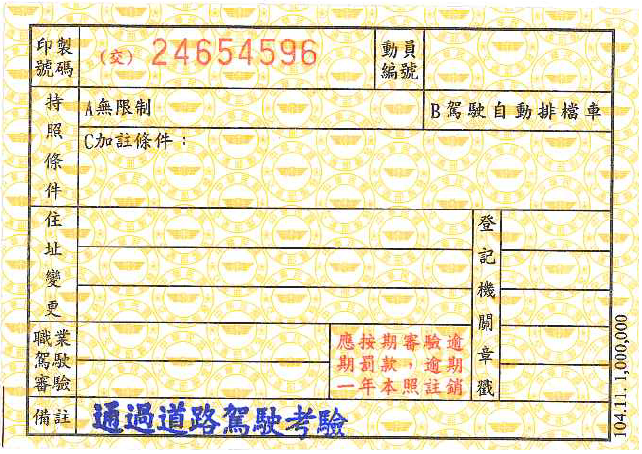 印製號碼 (交) 24654596 動員編號
持照條件 A無限制 B駕駛自動排檔車
C加註條件：
住址變更 登記機關章戳
職業駕駛審驗
應按期審驗逾
期罰款，逾期
一年本照註銷
備註 通過道路駕駛考驗
104.11. 1,000,000